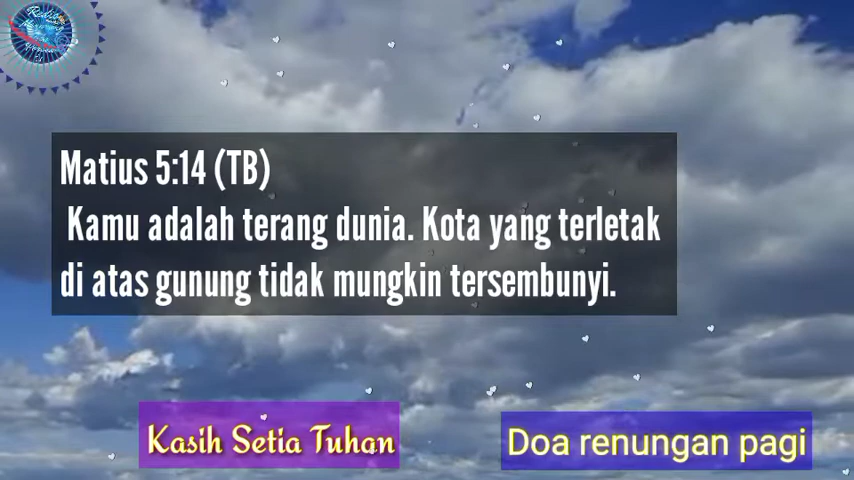 Matius 5:14 (TB)
Kamu adalah terang dunia. Kota yang terletak
di atas gunung tidak mungkin tersembunyi.
Kasih Setia Tuhan
Doa renungan pagi